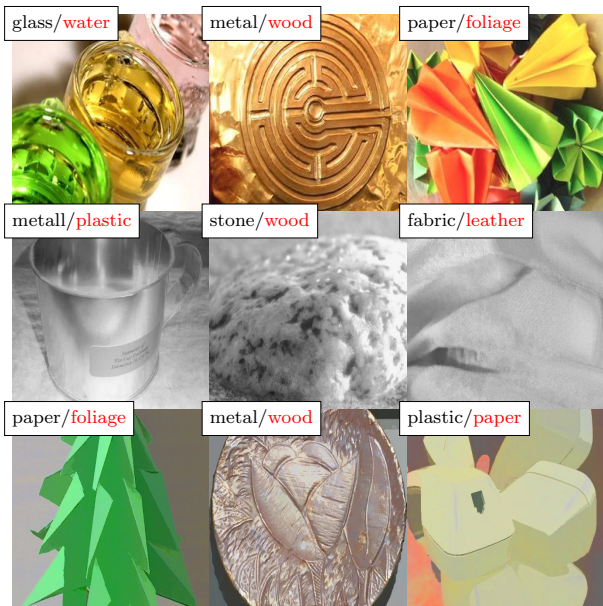 glass/water
metal/wood
paper/foliage
metall/plastic
stone/wood
fabric/leather
paper/foliage
metal/wood
plastic/paper